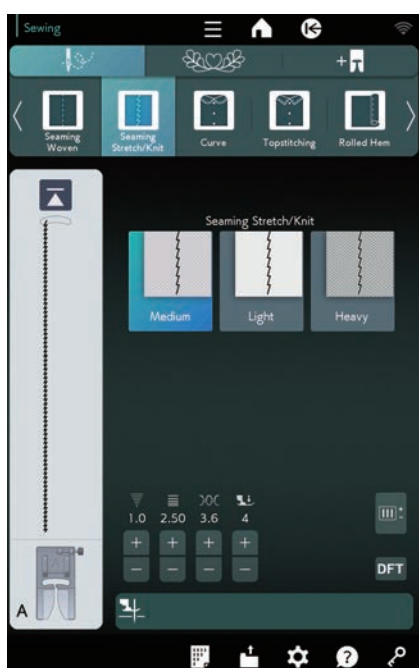 Sewing
Seaming Woven
Seaming Stretch/Knit
Curve
Topstitching
Rolled Hem
Seaming Stretch/Knit
Medium
Light
Heavy
1.0 2.50 3.6 4
+ + + +
− − − −
DFT
A